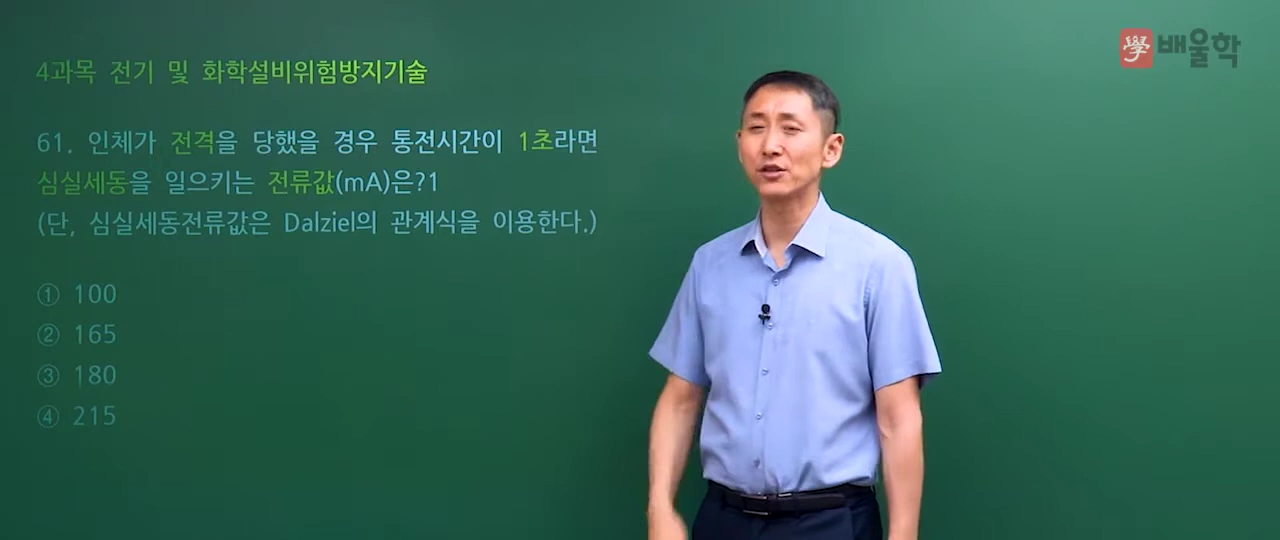 學 배울학
4과목 전기 및 화학설비위험방지기술
61. 인체가 전격을 당했을 경우 통전시간이 1초라면
심실세동을 일으키는 전류값(mA)은?1
(단, 심실세동전류값은 Dalziel의 관계식을 이용한다.)
① 100
② 165
③ 180
④ 215